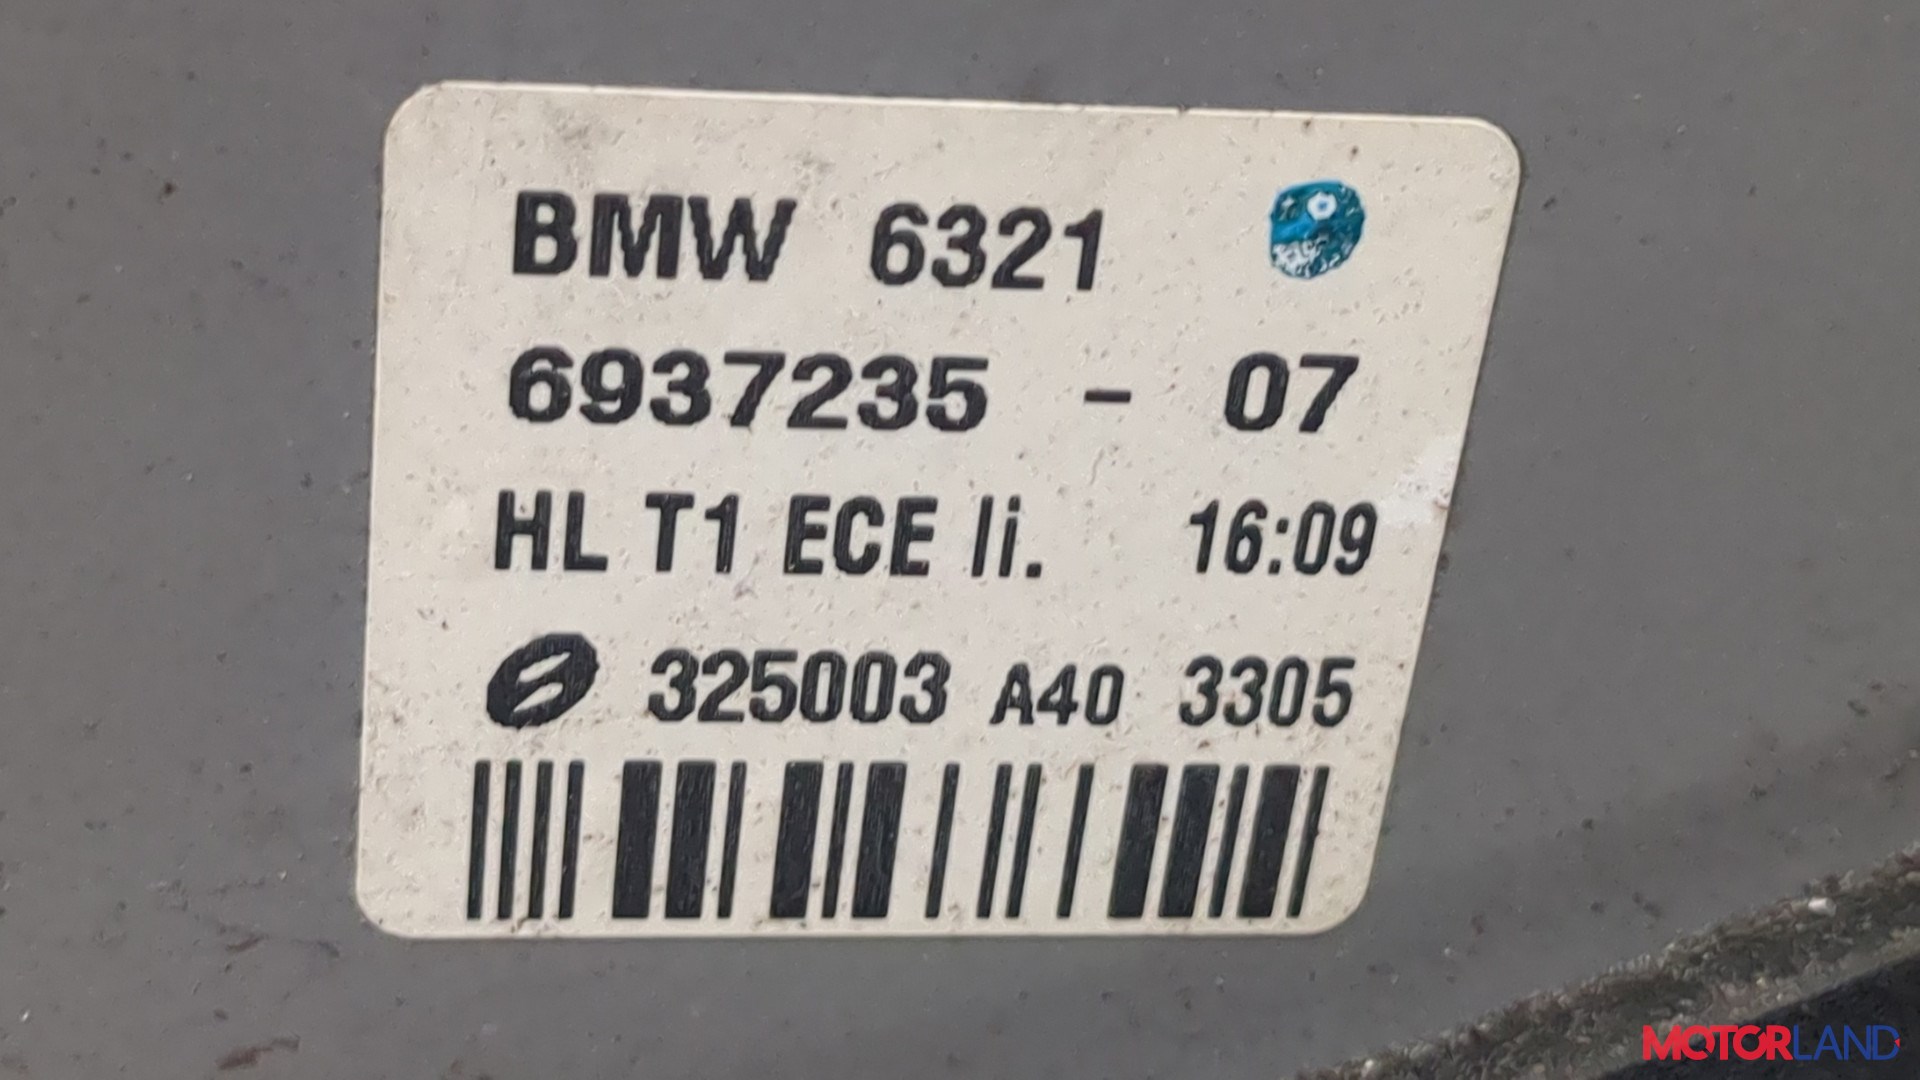 BMW 6321
6937235 - 07
HL T1 ECE li. 16:09
325003 A40 3305
MOTORLAND